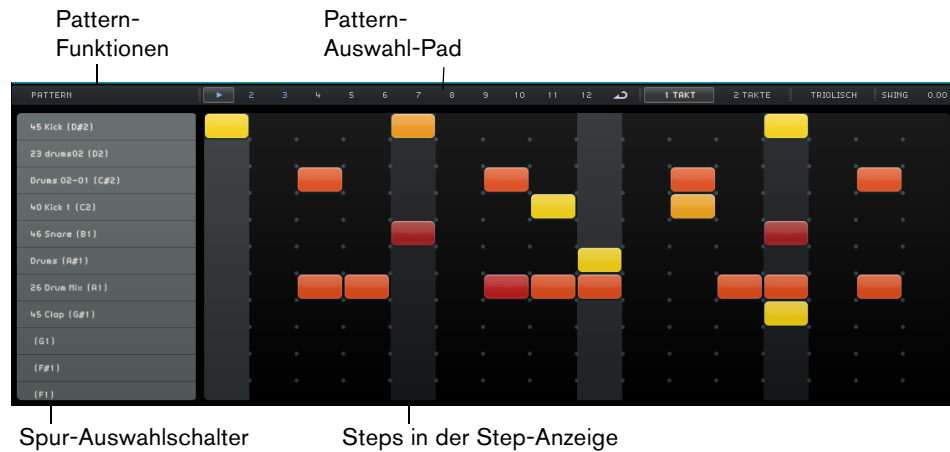 Pattern-
Funktionen
Pattern-
Auswahl-Pad
PATTERN 2 3 4 5 6 7 8 9 10 11 12 1 TAKT 2 TAKTE TRIOLISCH SWING 0.00
45 Kick (D#2)
23 drums02 (D2)
Drums 02-01 (C#2)
40 Kick 1 (C2)
46 Snare (B1)
Drums (A#1)
26 Drum Mix (A1)
45 Clap (G#1)
(G1)
(F#1)
(F1)
Spur-Auswahlschalter Steps in der Step-Anzeige